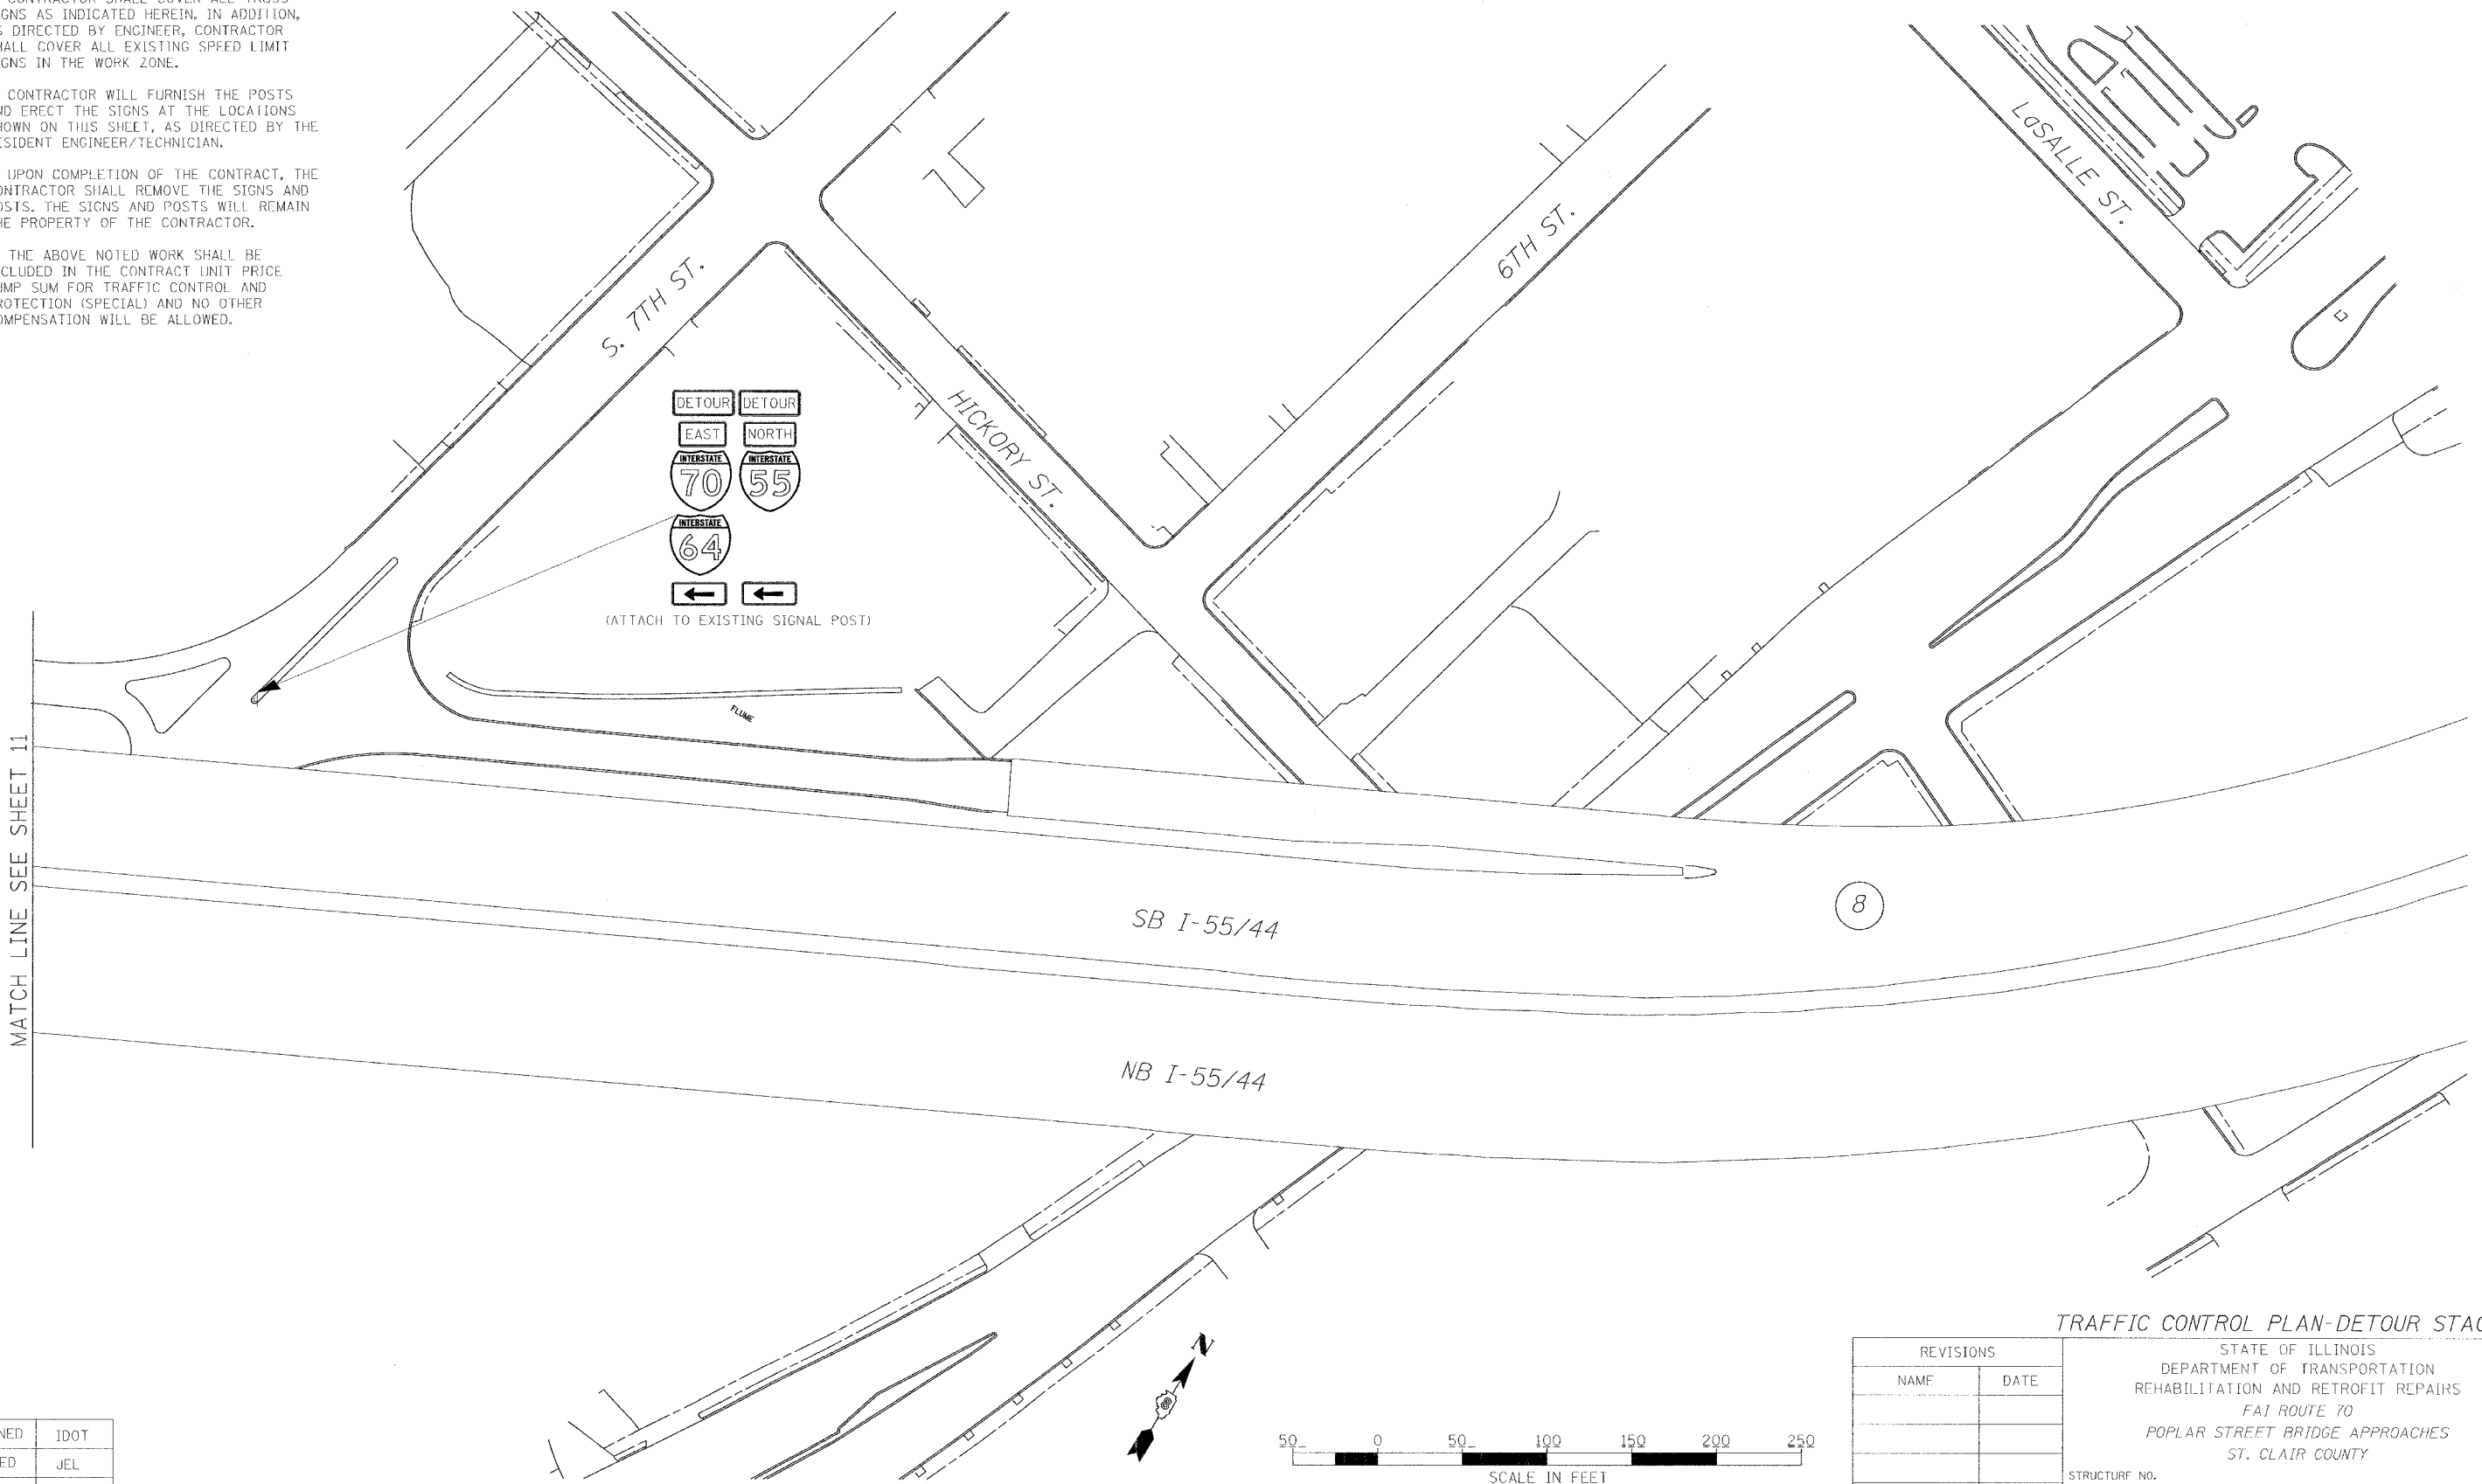 CONTRACTOR SHALL COVER ALL TRUSS
GNS AS INDICATED HEREIN. IN ADDITION,
S DIRECTED BY ENGINEER, CONTRACTOR
HALL COVER ALL EXISTING SPEED LIMIT
GNS IN THE WORK ZONE.
CONTRACTOR WILL FURNISH THE POSTS
ND ERECT THE SIGNS AT THE LOCATIONS
HOWN ON THIS SHEET, AS DIRECTED BY THE
ESIDENT ENGINEER/TECHNICIAN.
UPON COMPLETION OF THE CONTRACT, THE
ONTRACTOR SHALL REMOVE THE SIGNS AND
OSTS. THE SIGNS AND POSTS WILL REMAIN
HE PROPERTY OF THE CONTRACTOR.
THE ABOVE NOTED WORK SHALL BE
CLUDED IN THE CONTRACT UNIT PRICE
UMP SUM FOR TRAFFIC CONTROL AND
ROTECTION (SPECIAL) AND NO OTHER
OMPENSATION WILL BE ALLOWED.
LaSALLE ST.
6TH ST.
S. 7TH ST.
HICKORY ST.
DETOUR DETOUR
EAST NORTH
INTERSTATE INTERSTATE
70 55
INTERSTATE
64
(ATTACH TO EXISTING SIGNAL POST)
FLUME
MATCH LINE SEE SHEET 11
8
SB I-55/44
NB I-55/44
N
50 0 50 100 150 200 250
SCALE IN FEET
NED IDOT
ED JEL
TRAFFIC CONTROL PLAN-DETOUR STAG
REVISIONS
NAME DATE
STATE OF ILLINOIS
DEPARTMENT OF TRANSPORTATION
REHABILITATION AND RETROFIT REPAIRS
FAI ROUTE 70
POPLAR STREET BRIDGE APPROACHES
ST. CLAIR COUNTY
STRUCTURE NO.